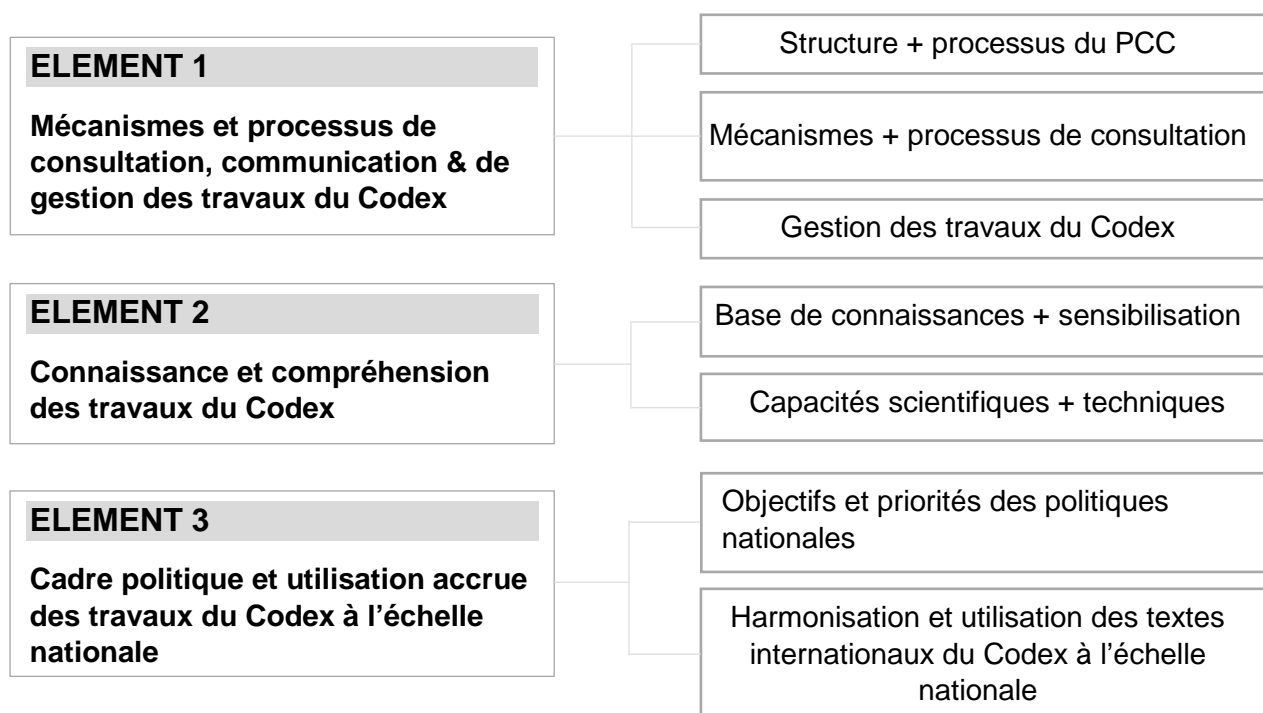 ELEMENT 1
Mécanismes et processus de
consultation, communication & de
gestion des travaux du Codex
Structure + processus du PCC
Mécanismes + processus de consultation
Gestion des travaux du Codex
ELEMENT 2
Connaissance et compréhension
des travaux du Codex
Base de connaissances + sensibilisation
Capacités scientifiques + techniques
ELEMENT 3
Cadre politique et utilisation accrue
des travaux du Codex à l’échelle
nationale
Objectifs et priorités des politiques
nationales
Harmonisation et utilisation des textes
internationaux du Codex à l’échelle
nationale